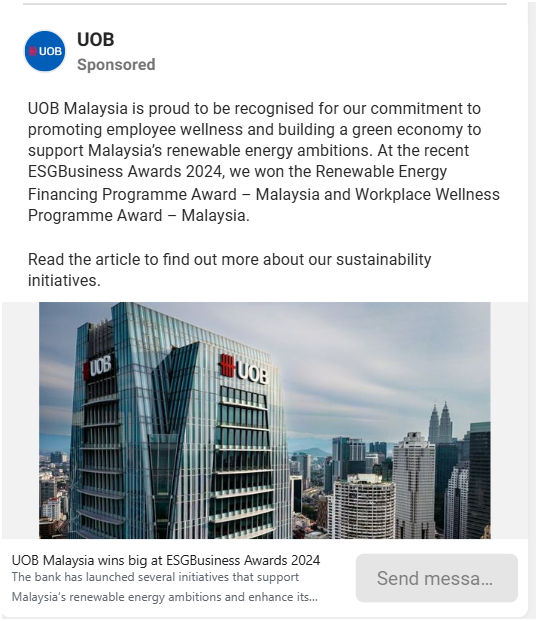 UOB
UOB
Sponsored
UOB Malaysia is proud to be recognised for our commitment to
promoting employee wellness and building a green economy to
support Malaysia's renewable energy ambitions. At the recent
ESGBusiness Awards 2024, we won the Renewable Energy
Financing Programme Award – Malaysia and Workplace Wellness
Programme Award – Malaysia.
Read the article to find out more about our sustainability
initiatives.
UOB
UOB
UOB Malaysia wins big at ESGBusiness Awards 2024
The bank has launched several initiatives that support
Malaysia's renewable energy ambitions and enhance its...
Send messa...